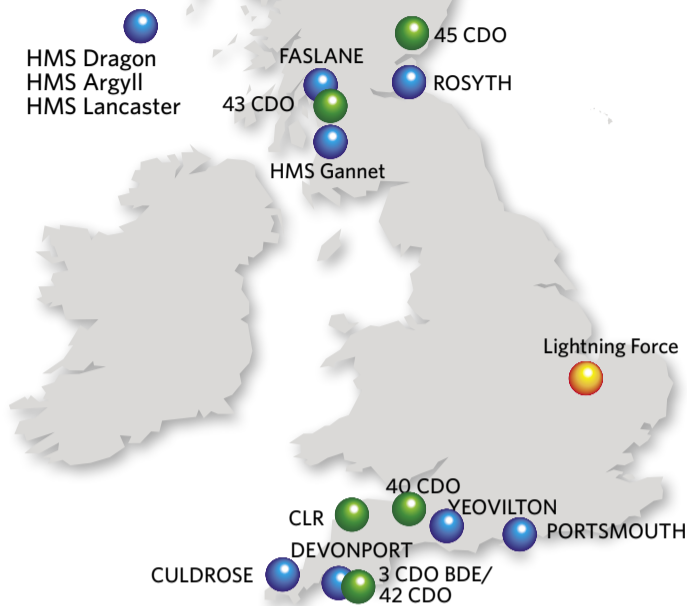 45 CDO
HMS Dragon
HMS Argyll
HMS Lancaster
FASLANE
ROSYTH
43 CDO
HMS Gannet
Lightning Force
40 CDO
YEOVILTON
CLR
PORTSMOUTH
DEVONPORT
CULDROSE
3 CDO BDE/
42 CDO